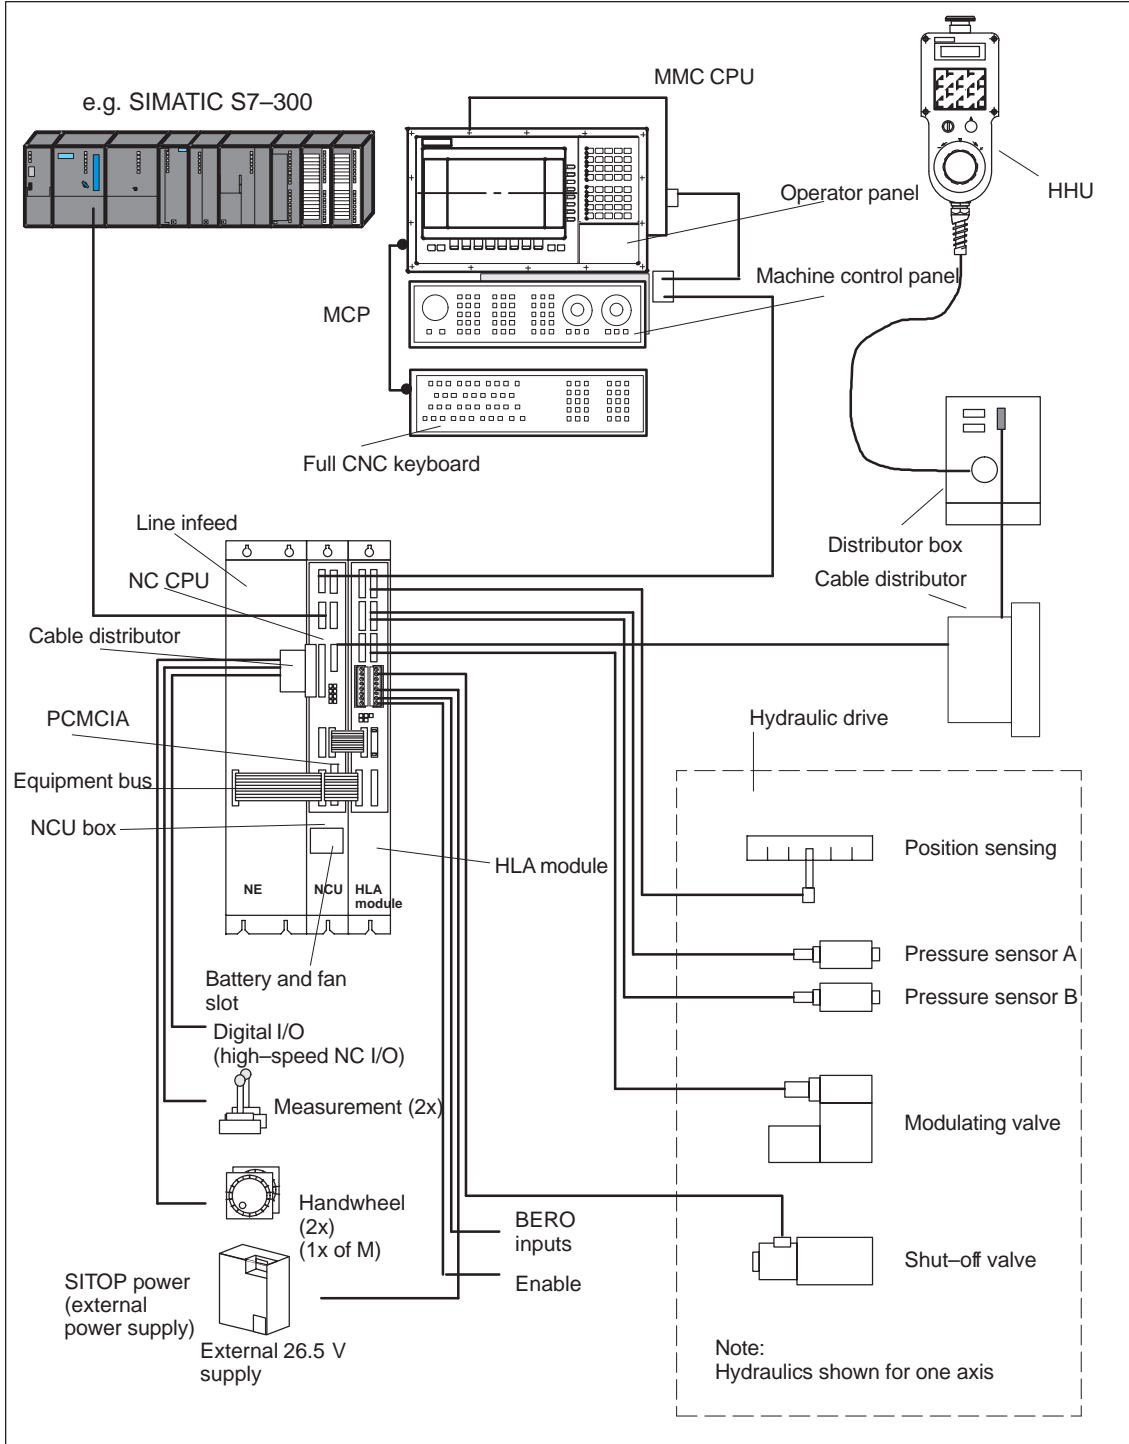 MMC CPU
e.g. SIMATIC S7–300
Operator panel
HHU
Machine control panel
MCP
Full CNC keyboard
Line infeed
Distributor box
NC CPU
Cable distributor
Cable distributor
PCMCIA
Hydraulic drive
Equipment bus
NCU box
Position sensing
HLA module
NE
NCU
HLA
module
Pressure sensor A
Battery and fan
slot
Pressure sensor B
Digital I/O
(high–speed NC I/O)
Measurement (2x)
Modulating valve
Handwheel
(2x)
(1x of M)
BERO
inputs
Shut–off valve
Enable
SITOP power
(external
power supply)
External 26.5 V
supply
Note:
Hydraulics shown for one axis